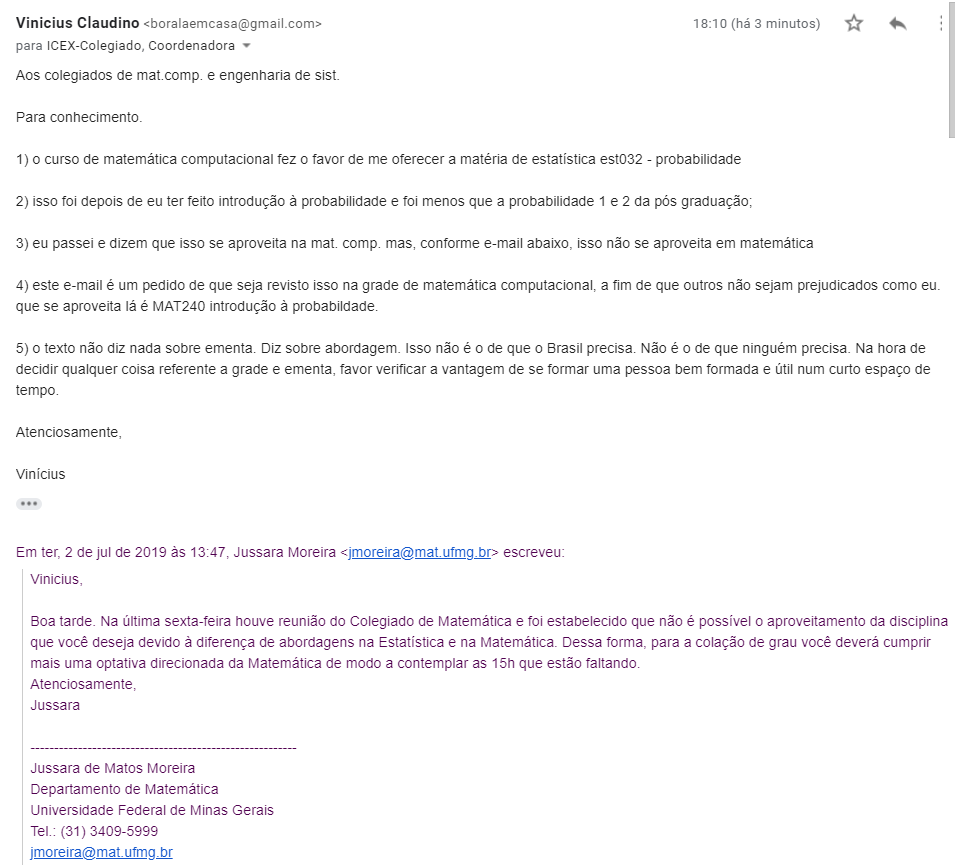 Vinicius Claudino <boralaemcasa@gmail.com> 18:10 (há 3 minutos)
para ICEX-Colegiado, Coordenadora
Aos colegiados de mat.comp. e engenharia de sist.
Para conhecimento.
1) o curso de matemática computacional fez o favor de me oferecer a matéria de estatística est032 - probabilidade
2) isso foi depois de eu ter feito introdução à probabilidade e foi menos que a probabilidade 1 e 2 da pós graduação;
3) eu passei e dizem que isso se aproveita na mat. comp. mas, conforme e-mail abaixo, isso não se aproveita em matemática
4) este e-mail é um pedido de que seja revisto isso na grade de matemática computacional, a fim de que outros não sejam prejudicados como eu.
que se aproveita lá é MAT240 introdução à probabildade.
5) o texto não diz nada sobre ementa. Diz sobre abordagem. Isso não é o de que o Brasil precisa. Não é o de que ninguém precisa. Na hora de
decidir qualquer coisa referente a grade e ementa, favor verificar a vantagem de se formar uma pessoa bem formada e útil num curto espaço de
tempo.
Atenciosamente,
Vinícius
Em ter, 2 de jul de 2019 às 13:47, Jussara Moreira <jmoreira@mat.ufmg.br> escreveu:
Vinicius,
Boa tarde. Na última sexta-feira houve reunião do Colegiado de Matemática e foi estabelecido que não é possível o aproveitamento da disciplina
que você deseja devido à diferença de abordagens na Estatística e na Matemática. Dessa forma, para a colação de grau você deverá cumprir
mais uma optativa direcionada da Matemática de modo a contemplar as 15h que estão faltando.
Atenciosamente,
Jussara
-------------------------------------------------------
Jussara de Matos Moreira
Departamento de Matemática
Universidade Federal de Minas Gerais
Tel.: (31) 3409-5999
jmoreira@mat.ufmg.br